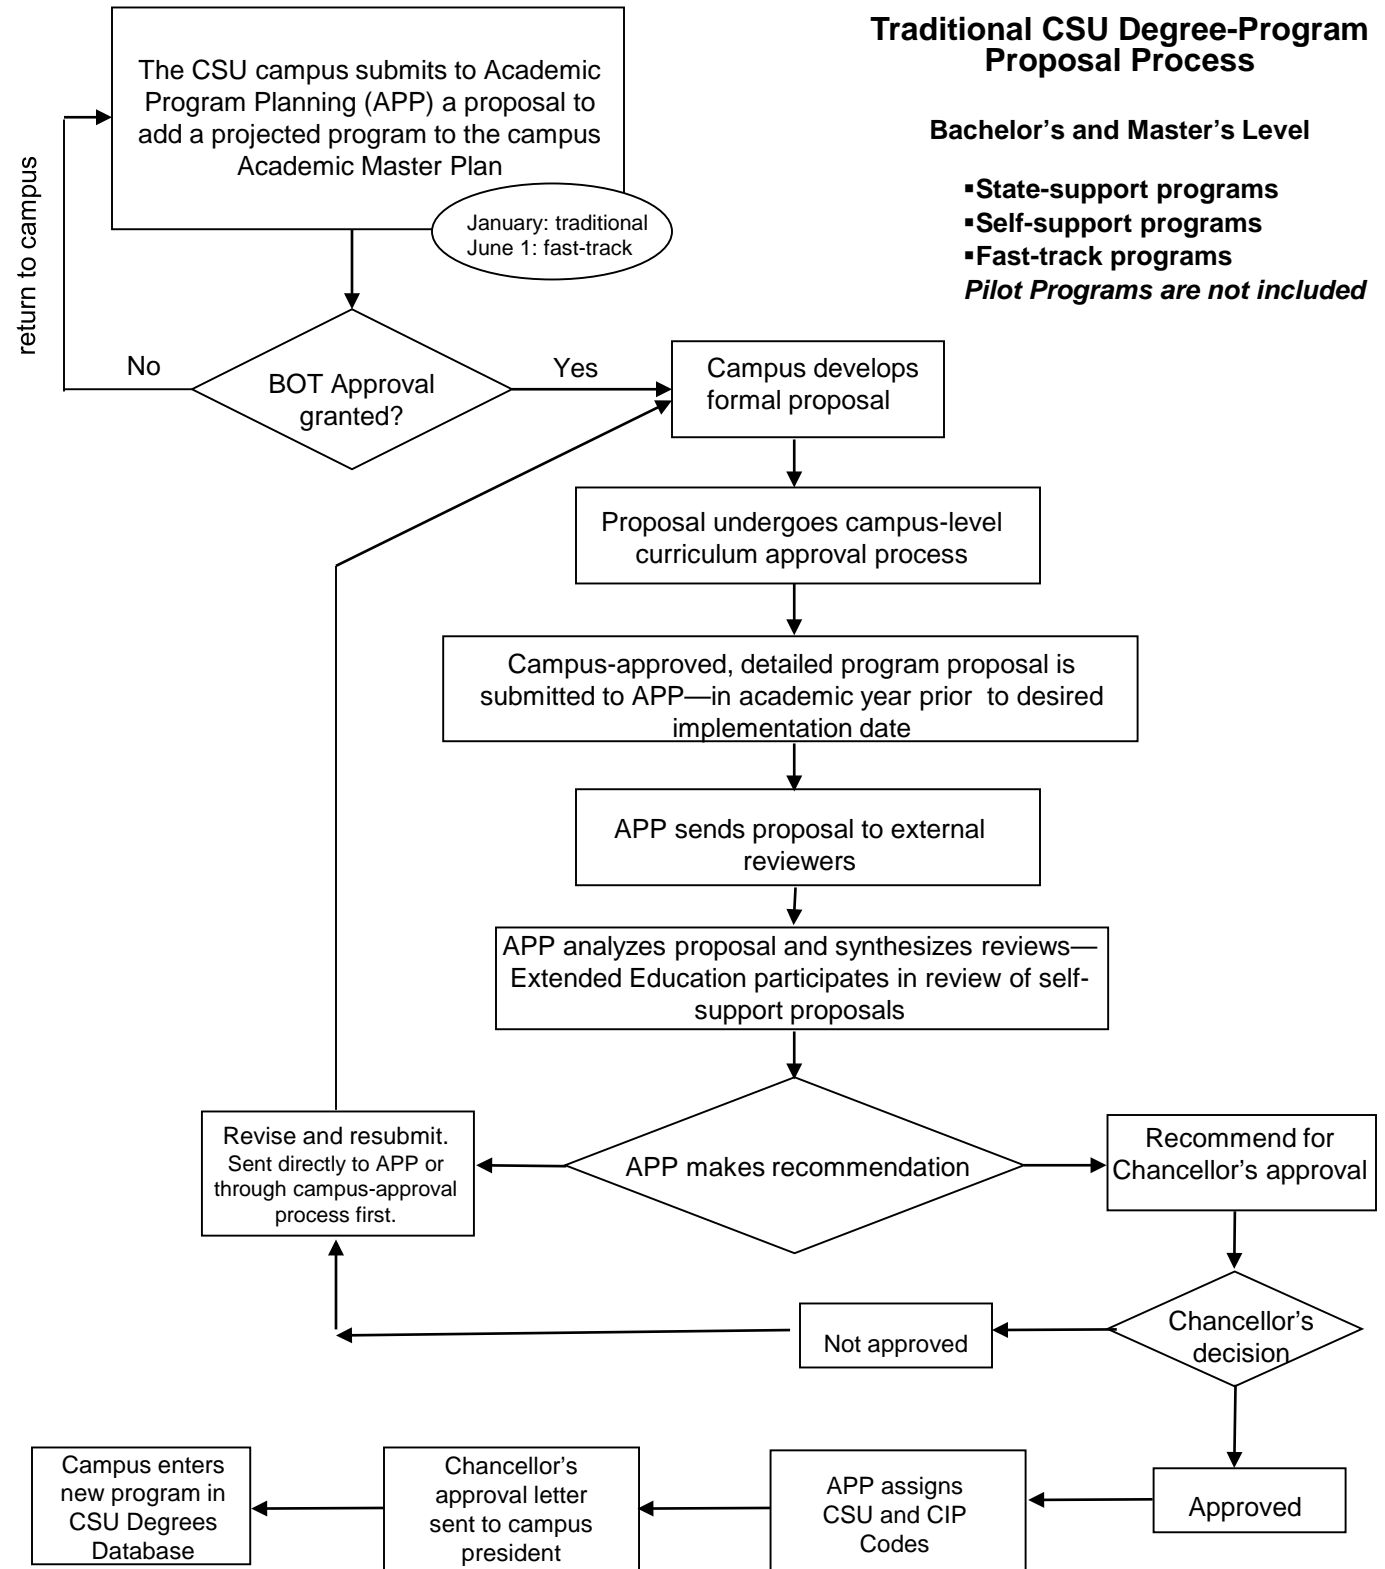 Traditional CSU Degree-Program
Proposal Process
Bachelor’s and Master’s Level
▪State-support programs
▪Self-support programs
▪Fast-track programs
Pilot Programs are not included
The CSU campus submits to Academic
Program Planning (APP) a proposal to
add a projected program to the campus
Academic Master Plan
January: traditional
June 1: fast-track
return to campus
No
BOT Approval
granted?
Yes
Campus develops
formal proposal
Proposal undergoes campus-level
curriculum approval process
Campus-approved, detailed program proposal is
submitted to APP—in academic year prior  to desired
implementation date
APP sends proposal to external
reviewers
APP analyzes proposal and synthesizes reviews—
Extended Education participates in review of self-
support proposals
APP makes recommendation
Revise and resubmit.
Sent directly to APP or
through campus-approval
process first.
Recommend for
Chancellor’s approval
Chancellor’s
decision
Not approved
Approved
APP assigns
CSU and CIP
Codes
Chancellor’s
approval letter
sent to campus
president
Campus enters
new program in
CSU Degrees
Database